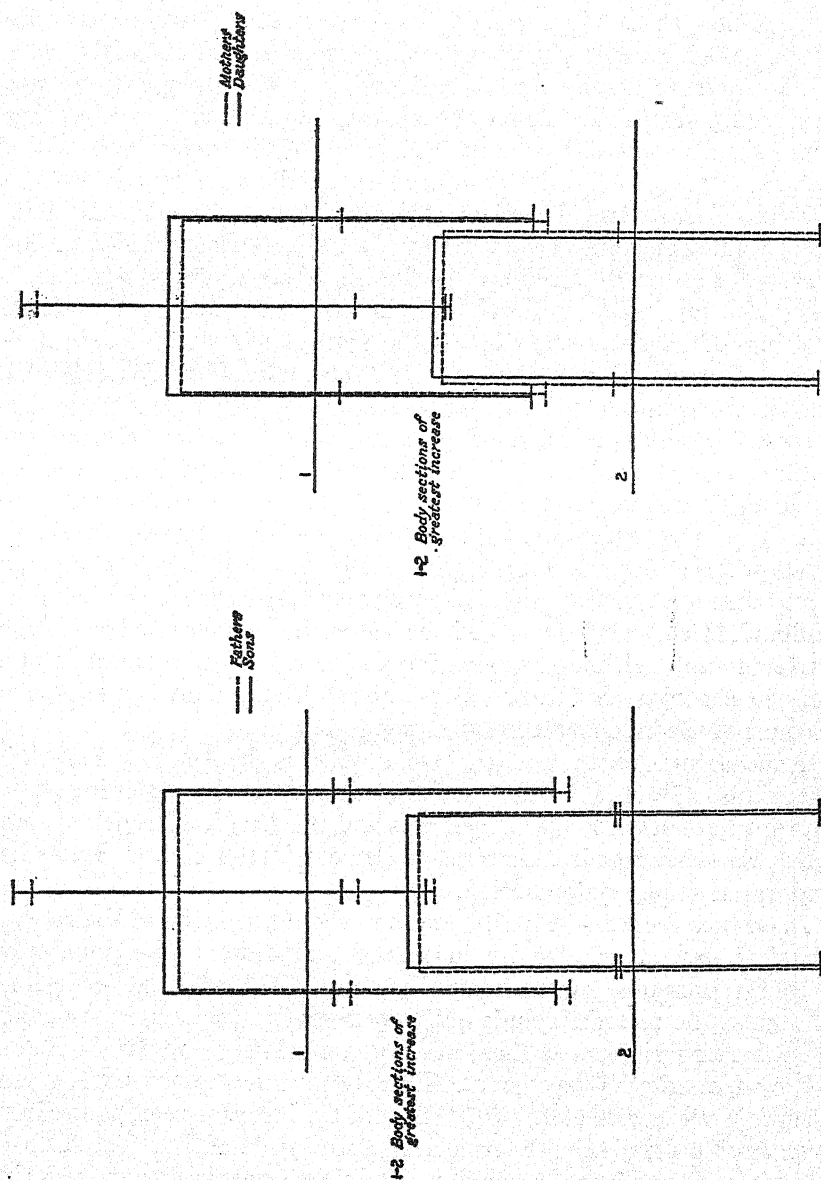 Fathers
Sons
1
1-2 Body sections of
greatest increase
2
Mothers
Daughters
1
1-2 Body sections of
greatest increase
2